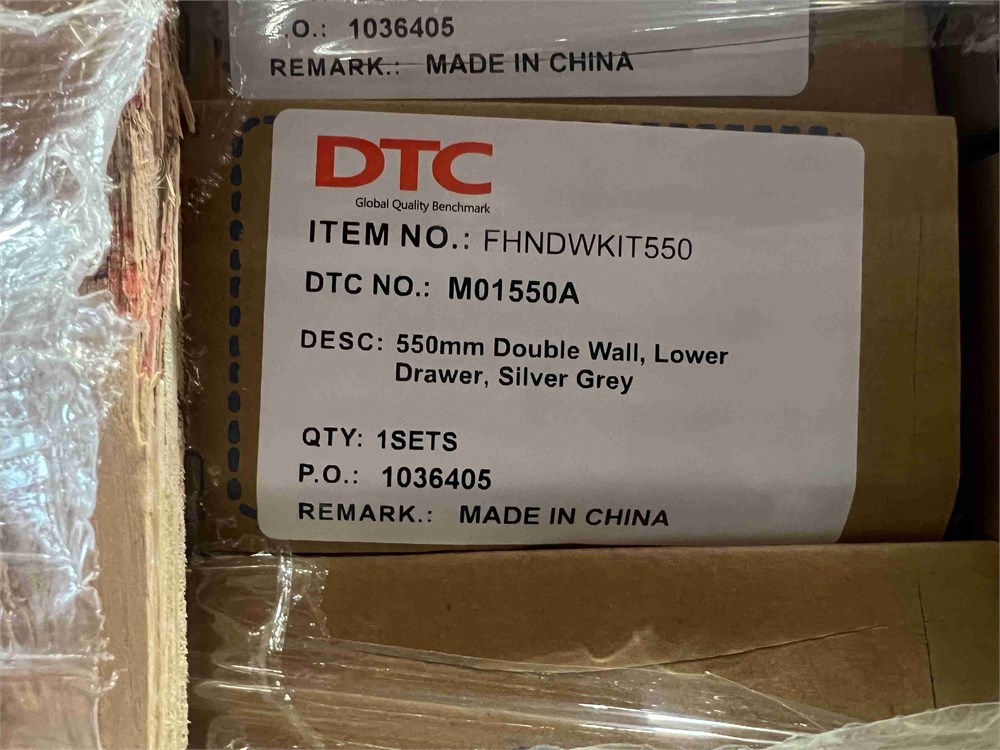 P.O.: 1036405
REMARK.: MADE IN CHINA
DTC
Global Quality Benchmark
ITEM NO.: FHNDWKIT550
DTC NO.: M01550A
DESC: 550mm Double Wall, Lower
Drawer, Silver Grey
QTY: 1SETS
P.O.: 1036405
REMARK.: MADE IN CHINA